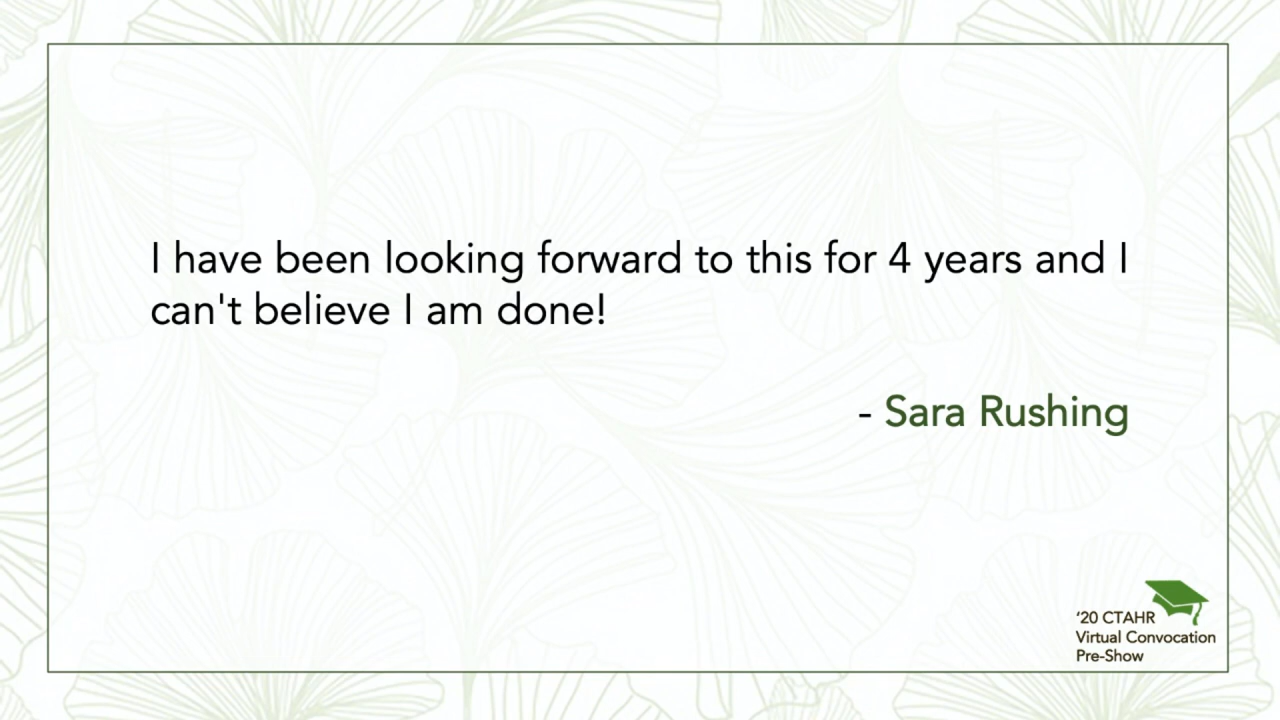 I have been looking forward to this for 4 years and I
can't believe I am done!
- Sara Rushing
‘20 CTAHR
Virtual Convocation
Pre-Show